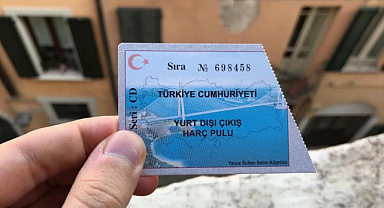 Sıra № 698458
Seri : CD
TÜRKİYE CUMHURİYETİ
YURT DIŞI ÇIKIŞ
HARÇ PULU
Yavuz Sultan Selim Köprüsü